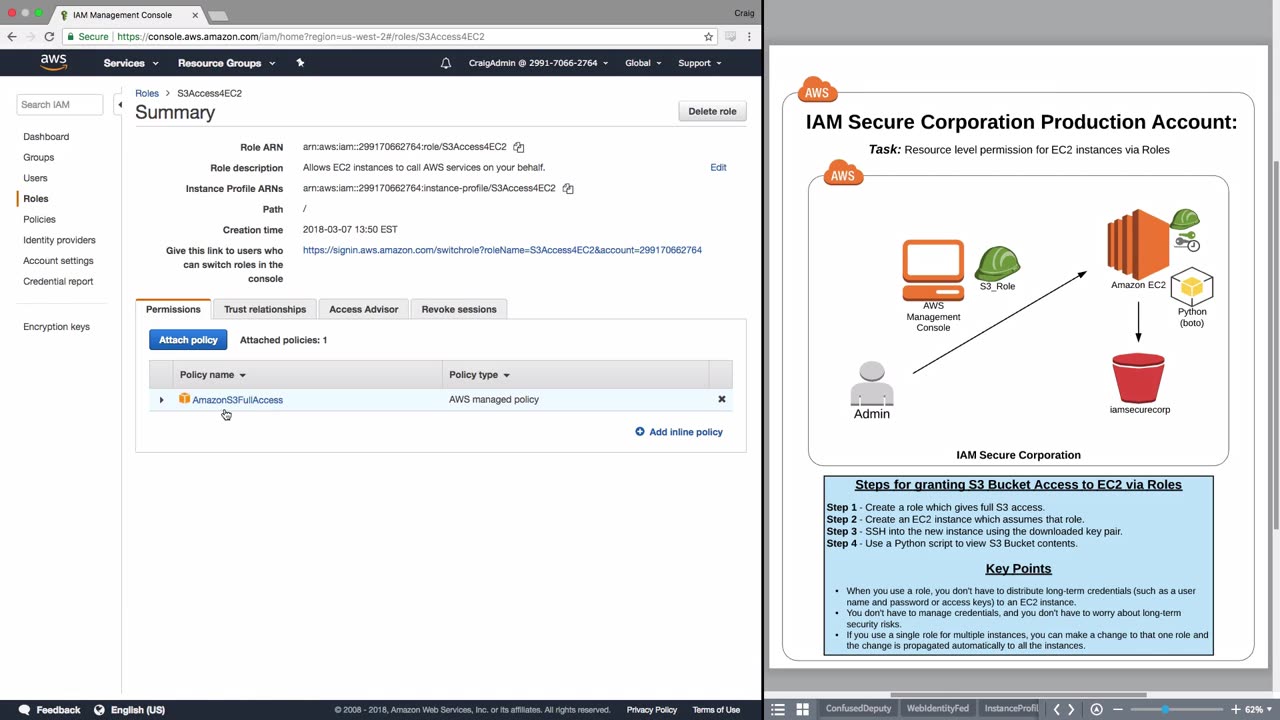 IAM Management Console
Craig
Secure
https://console.aws.amazon.com/iam/home?region=us-west-2#/roles/S3Access4EC2
aws
Services
Resource Groups
CraigAdmin @ 2991-7066-2764
Global
Support
Search IAM
Dashboard
Groups
Users
Roles
Policies
Identity providers
Account settings
Credential report
Encryption keys
Roles > S3Access4EC2
Summary
Delete role
Role ARN arn:aws:iam::299170662764:role/S3Access4EC2
Role description Allows EC2 instances to call AWS services on your behalf. Edit
Instance Profile ARNs arn:aws:iam::299170662764:instance-profile/S3Access4EC2
Path /
Creation time 2018-03-07 13:50 EST
Give this link to users who https://signin.aws.amazon.com/switchrole?roleName=S3Access4EC2&account=299170662764
can switch roles in the
console
Permissions
Trust relationships
Access Advisor
Revoke sessions
Attach policy
Attached policies: 1
Policy name
Policy type
AmazonS3FullAccess
AWS managed policy
Add inline policy
Feedback
English (US)
© 2008 - 2018, Amazon Web Services, Inc. or its affiliates. All rights reserved.
Privacy Policy
Terms of Use
AWS
IAM Secure Corporation Production Account:
Task: Resource level permission for EC2 instances via Roles
AWS
AWS
Management
Console
S3_Role
Amazon EC2
Python
(boto)
Admin
iamsecurecorp
IAM Secure Corporation
Steps for granting S3 Bucket Access to EC2 via Roles
Step 1 - Create a role which gives full S3 access.
Step 2 - Create an EC2 instance which assumes that role.
Step 3 - SSH into the new instance using the downloaded key pair.
Step 4 - Use a Python script to view S3 Bucket contents.
Key Points
• When you use a role, you don't have to distribute long-term credentials (such as a user
name and password or access keys) to an EC2 instance.
• You don't have to manage credentials, and you don't have to worry about long-term
security risks.
• If you use a single role for multiple instances, you can make a change to that one role and
the change is propagated automatically to all the instances.
ConfusedDeputy
WebIdentityFed
InstanceProfi
62%